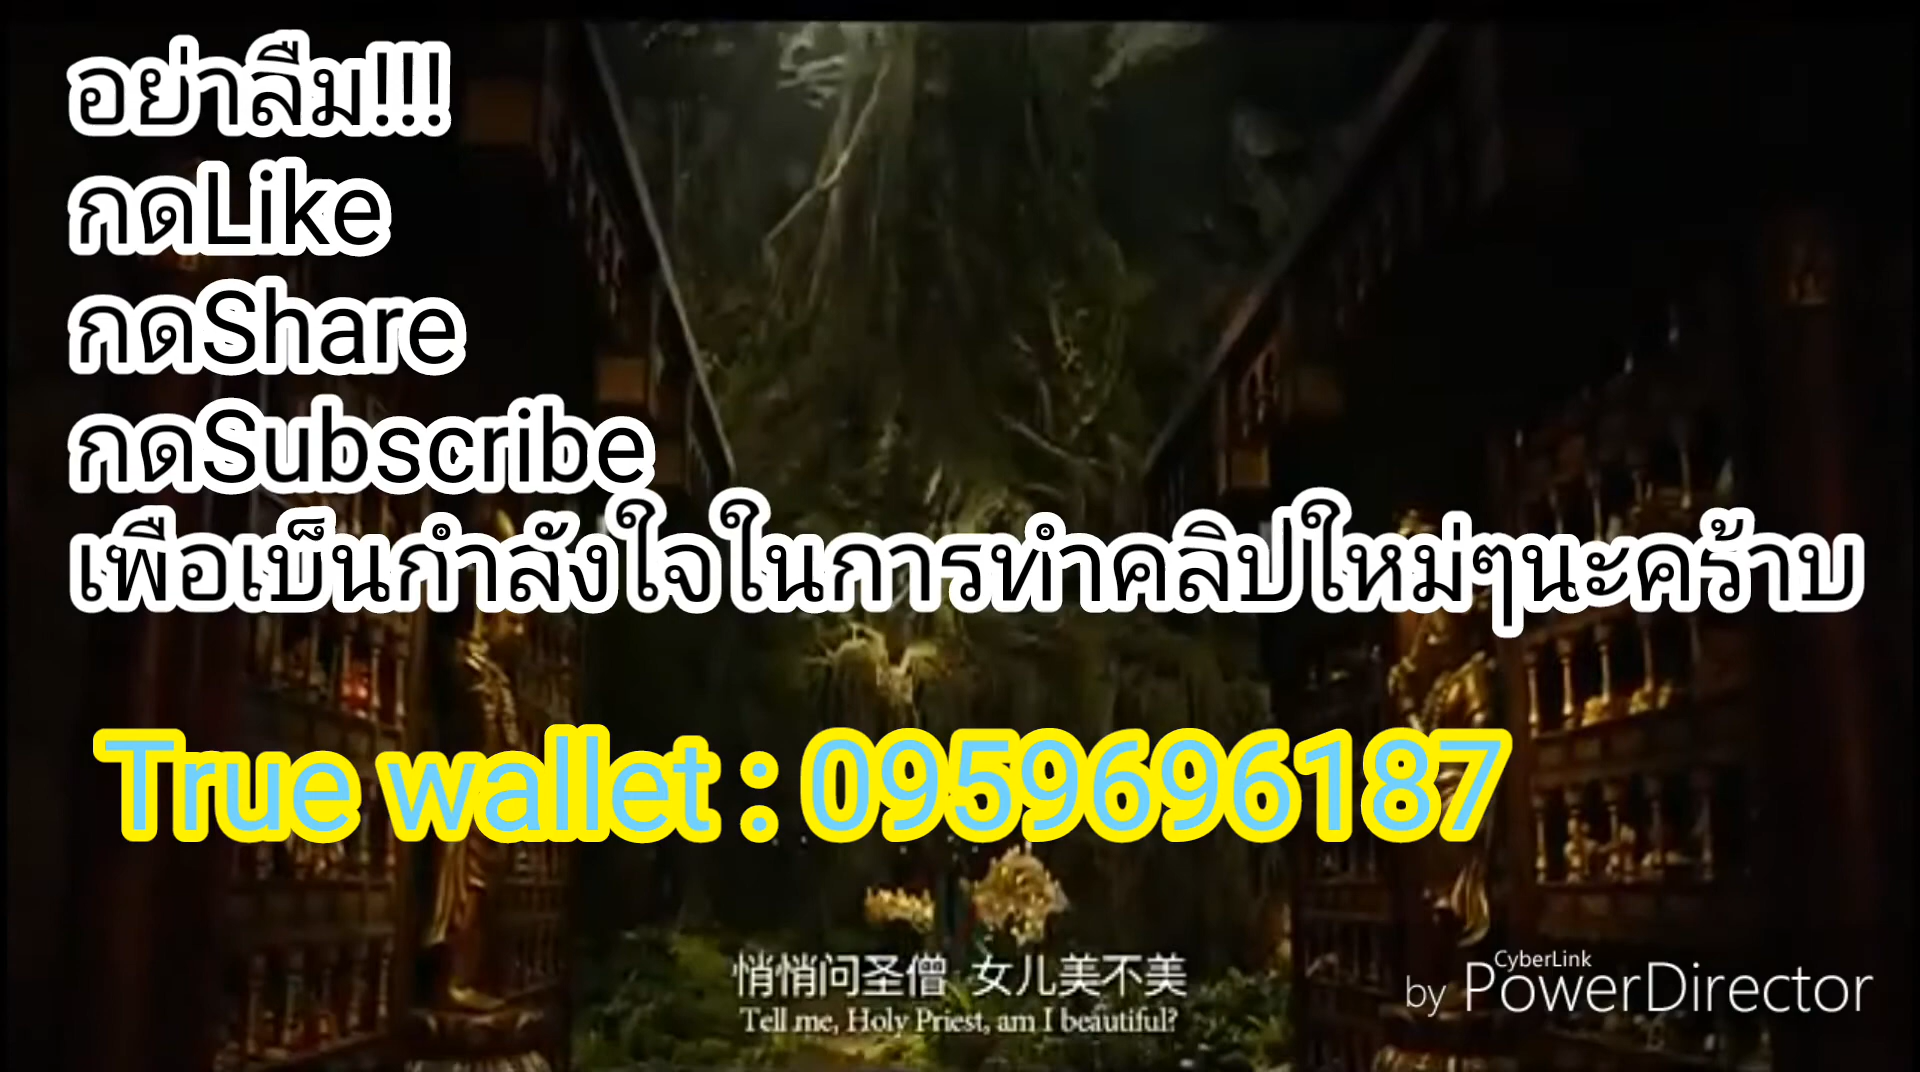 อย่าลืม!!!
กดLike
กดShare
กดSubscribe
เพือเบ็นกำลังใจในการทำคลิปใหม่ๆนะคร้าบ
True wallet : 0959696187
悄悄问圣僧 女儿美不美
Tell me, Holy Priest, am I beautiful?
CyberLink
by PowerDirector